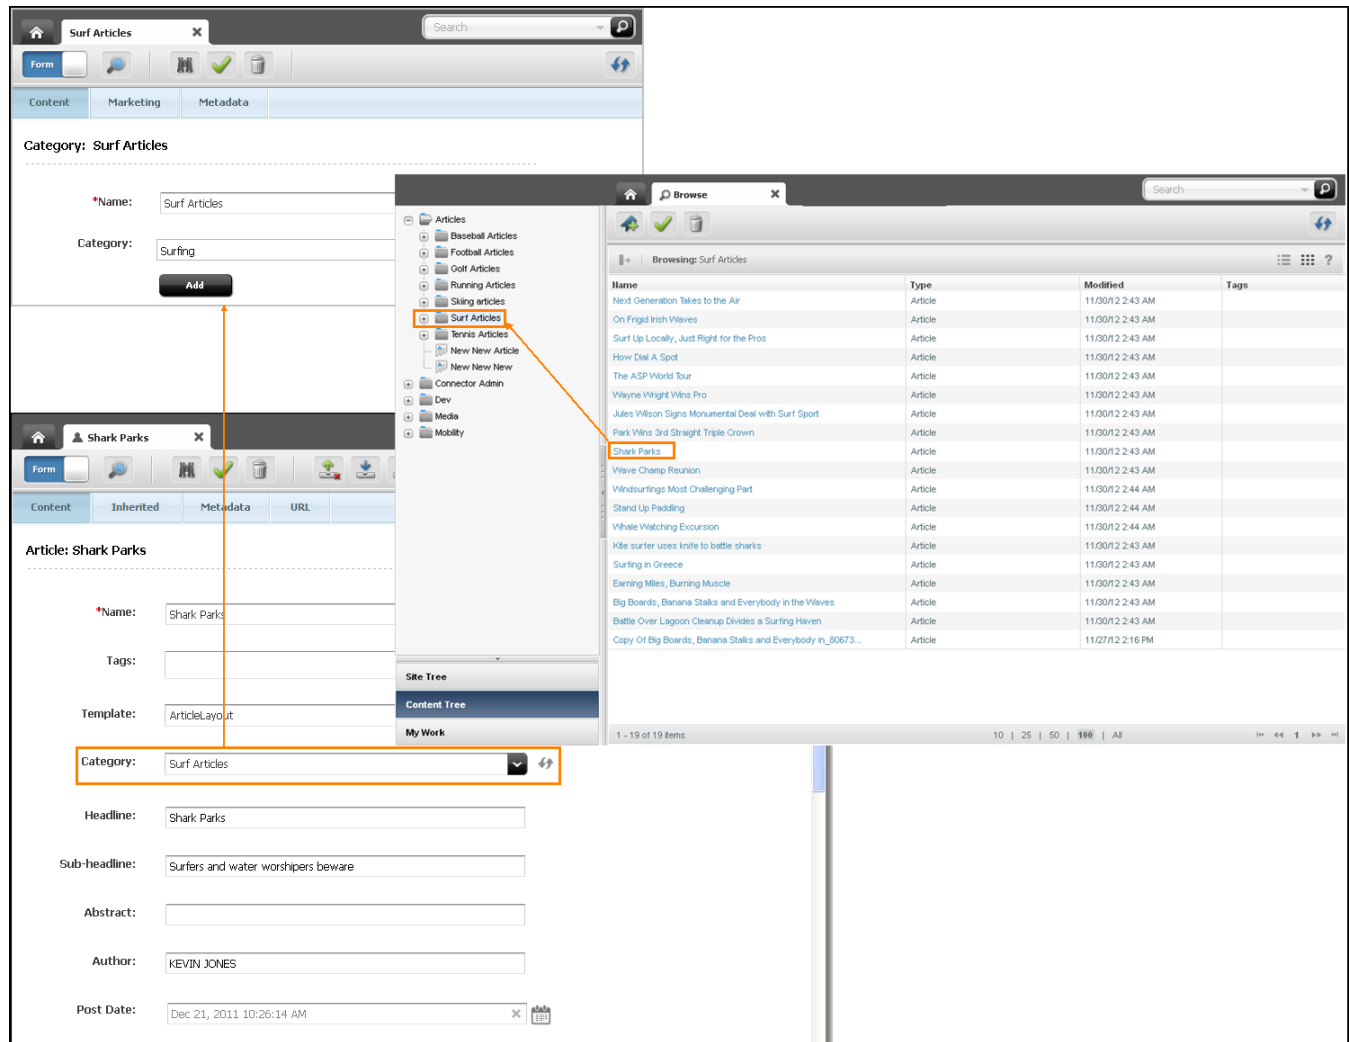 Surf Articles
Search
Form
Content Marketing Metadata
Category: Surf Articles
*Name: Surf Articles
Category: Surfing
Add
Browse
Search
Articles
Baseball Articles
Football Articles
Golf Articles
Running Articles
Skiing articles
Surf Articles
Tennis Articles
New New Article
New New New
Connector Admin
Dev
Media
Mobility
Site Tree
Content Tree
My Work
Browsing: Surf Articles
?
Name Type Modified Tags
Next Generation Takes to the Air Article 11/30/12 2:43 AM
On Frigid Irish Waves Article 11/30/12 2:43 AM
Surf Up Locally, Just Right for the Pros Article 11/30/12 2:43 AM
How Dial A Spot Article 11/30/12 2:43 AM
The ASP World Tour Article 11/30/12 2:43 AM
Wayne Wright Wins Pro Article 11/30/12 2:43 AM
Jules Wilson Signs Monumental Deal with Surf Sport Article 11/30/12 2:43 AM
Park Wins 3rd Straight Triple Crown Article 11/30/12 2:43 AM
Shark Parks Article 11/30/12 2:43 AM
Wave Champ Reunion Article 11/30/12 2:43 AM
Windsurfings Most Challenging Part Article 11/30/12 2:44 AM
Stand Up Paddling Article 11/30/12 2:44 AM
Whale Watching Excursion Article 11/30/12 2:44 AM
Kite surfer uses knife to battle sharks Article 11/30/12 2:43 AM
Surfing in Greece Article 11/30/12 2:43 AM
Earning Miles, Burning Muscle Article 11/30/12 2:43 AM
Big Boards, Banana Stalks and Everybody in the Waves Article 11/30/12 2:43 AM
Battle Over Lagoon Cleanup Divides a Surfing Haven Article 11/30/12 2:43 AM
Copy Of Big Boards, Banana Stalks and Everybody in_80673... Article 11/27/12 2:16 PM
1 - 19 of 19 items 10 | 25 | 50 | 100 | All 1
Shark Parks
Form
Content Inherited Metadata URL
Article: Shark Parks
*Name: Shark Parks
Tags:
Template: ArticleLayout
Category: Surf Articles
Headline: Shark Parks
Sub-headline: Surfers and water worshipers beware
Abstract:
Author: KEVIN JONES
Post Date: Dec 21, 2011 10:26:14 AM